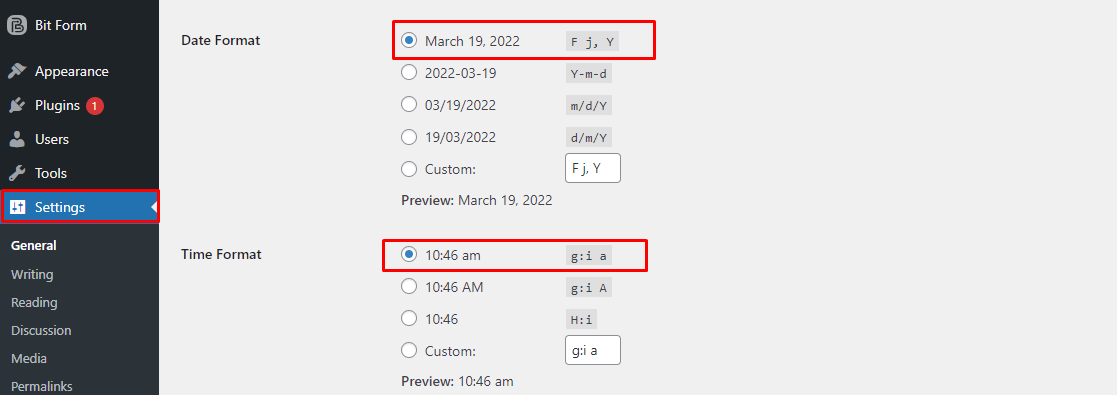 Bit Form
Appearance
Plugins 1
Users
Tools
Settings
General
Writing
Reading
Discussion
Media
Permalinks
Date Format
March 19, 2022 F j, Y
2022-03-19 Y-m-d
03/19/2022 m/d/Y
19/03/2022 d/m/Y
Custom: F j, Y
Preview: March 19, 2022
Time Format
10:46 am g:i a
10:46 AM g:i A
10:46 H:i
Custom: g:i a
Preview: 10:46 am